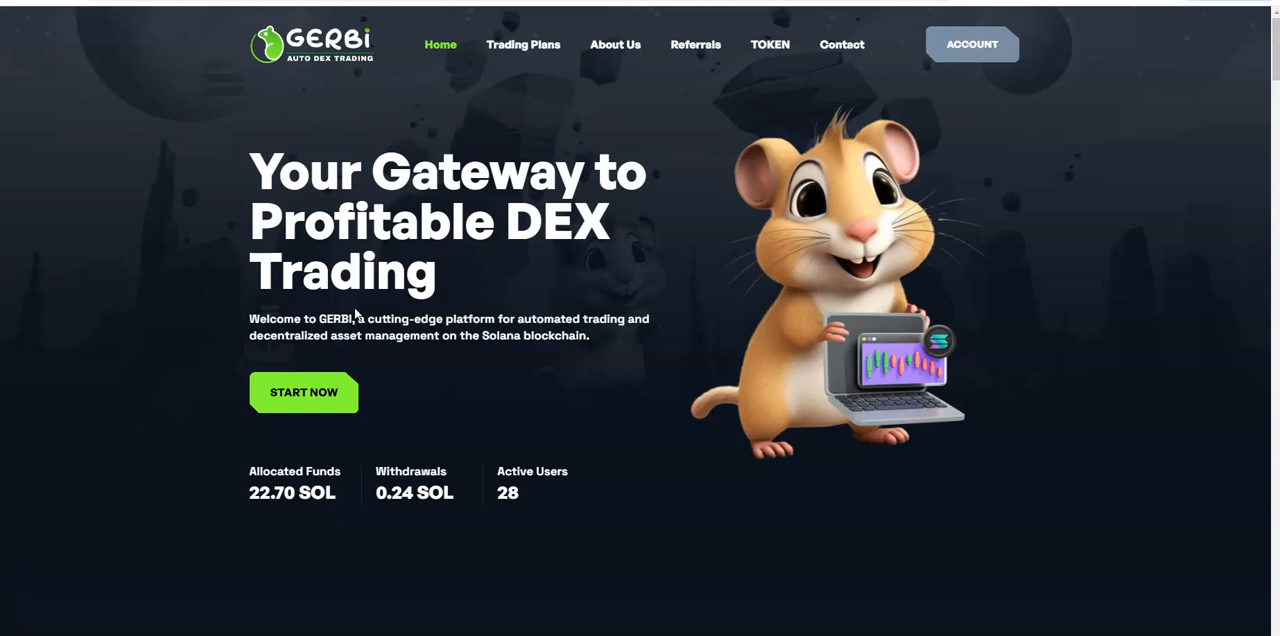 GERBi
AUTO DEX TRADING
Home
Trading Plans
About Us
Referrals
TOKEN
Contact
ACCOUNT
Your Gateway to
Profitable DEX
Trading
Welcome to GERBI, a cutting-edge platform for automated trading and
decentralized asset management on the Solana blockchain.
START NOW
Allocated Funds
22.70 SOL
Withdrawals
0.24 SOL
Active Users
28